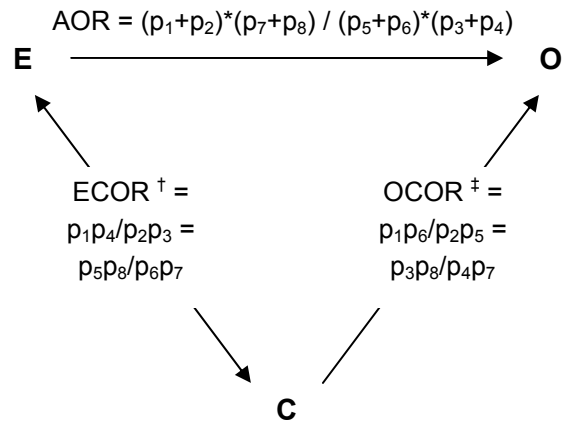 AOR = (p₁+p₂)*(p₇+p₈) / (p₅+p₆)*(p₃+p₄)
E O
ECOR † = OCOR ‡ =
p₁p₄/p₂p₃ = p₁p₆/p₂p₅ =
p₅p₈/p₆p₇ p₃p₈/p₄p₇
C